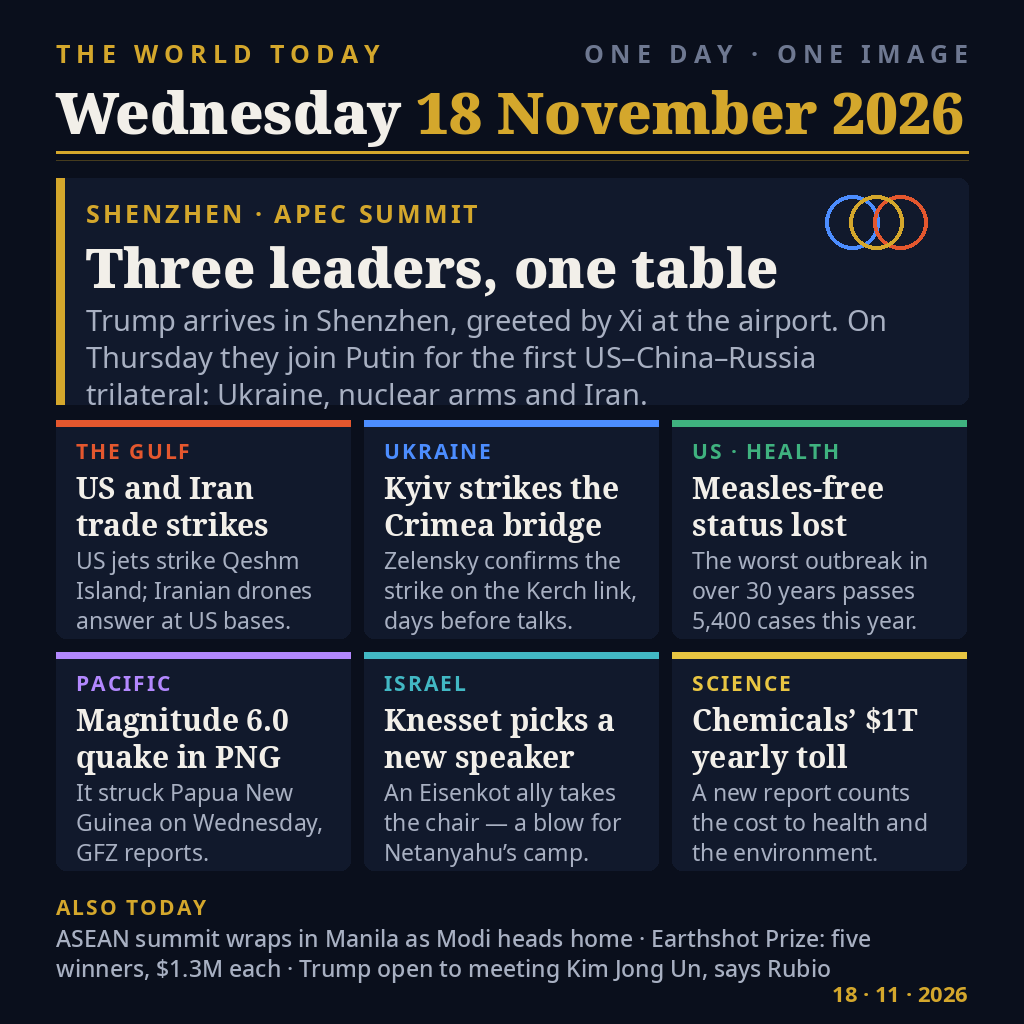 THE WORLD TODAY
ONE DAY · ONE IMAGE
Wednesday 18 November 2026
SHENZHEN · APEC SUMMIT
Three leaders, one table
Trump arrives in Shenzhen, greeted by Xi at the airport. On
Thursday they join Putin for the first US–China–Russia
trilateral: Ukraine, nuclear arms and Iran.
THE GULF
US and Iran
trade strikes
US jets strike Qeshm
Island; Iranian drones
answer at US bases.
UKRAINE
Kyiv strikes the
Crimea bridge
Zelensky confirms the
strike on the Kerch link,
days before talks.
US · HEALTH
Measles-free
status lost
The worst outbreak in
over 30 years passes
5,400 cases this year.
PACIFIC
Magnitude 6.0
quake in PNG
It struck Papua New
Guinea on Wednesday,
GFZ reports.
ISRAEL
Knesset picks a
new speaker
An Eisenkot ally takes
the chair — a blow for
Netanyahu’s camp.
SCIENCE
Chemicals’ $1T
yearly toll
A new report counts
the cost to health and
the environment.
ALSO TODAY
ASEAN summit wraps in Manila as Modi heads home · Earthshot Prize: five
winners, $1.3M each · Trump open to meeting Kim Jong Un, says Rubio
18 · 11 · 2026